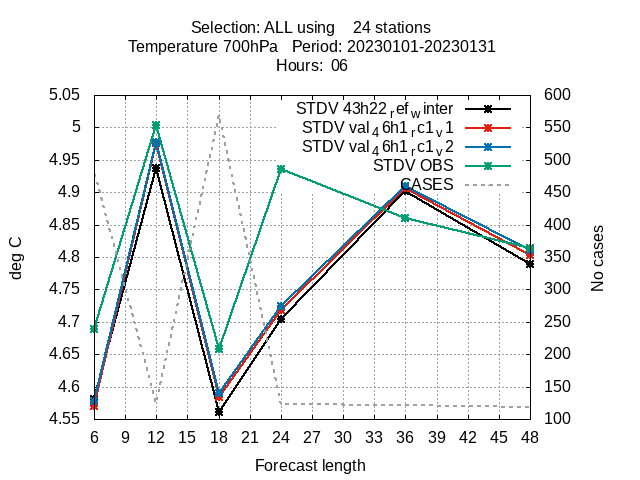 Selection: ALL using    24 stations
Temperature 700hPa   Period: 20230101-20230131
Hours:  06
STDV 43h22_ref_winter
STDV val_46h1_rc1_v1
STDV val_46h1_rc1_v2
STDV OBS
CASES
5.05
5
4.95
4.9
4.85
4.8
4.75
4.7
4.65
4.6
4.55
deg C
600
550
500
450
400
350
300
250
200
150
100
No cases
6 9 12 15 18 21 24 27 30 33 36 39 42 45 48
Forecast length